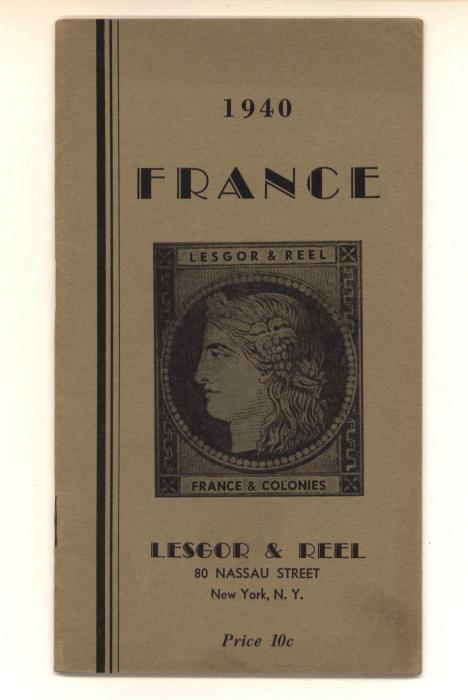 1940
FRANCE
LESGOR & REEL
FRANCE & COLONIES
LESGOR & REEL
80 NASSAU STREET
New York, N. Y.
Price 10c